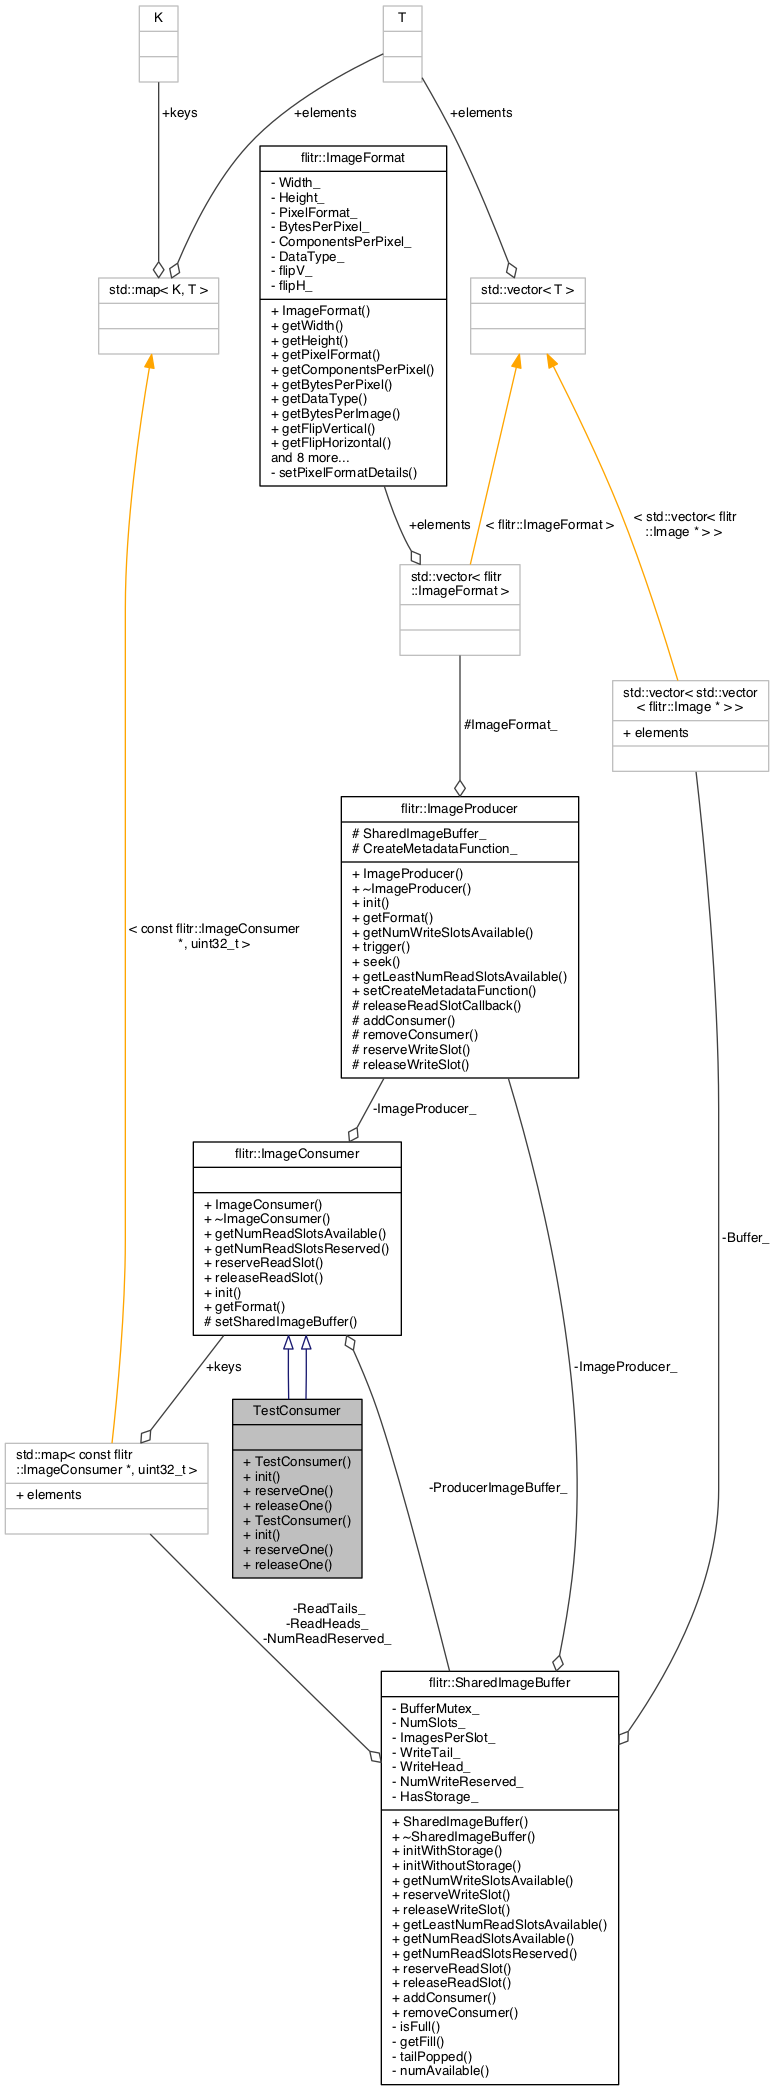 K
T
+keys
+elements
+elements
flitr::ImageFormat
- Width_
- Height_
- PixelFormat_
- BytesPerPixel_
- ComponentsPerPixel_
- DataType_
- flipV_
- flipH_
+ ImageFormat()
+ getWidth()
+ getHeight()
+ getPixelFormat()
+ getComponentsPerPixel()
+ getBytesPerPixel()
+ getDataType()
+ getBytesPerImage()
+ getFlipVertical()
+ getFlipHorizontal()
and 8 more...
- setPixelFormatDetails()
std::map< K, T >
std::vector< T >
+elements
< flitr::ImageFormat >
< std::vector< flitr
::Image * > >
std::vector< flitr
::ImageFormat >
std::vector< std::vector
< flitr::Image * > >
+ elements
#ImageFormat_
flitr::ImageProducer
# SharedImageBuffer_
# CreateMetadataFunction_
+ ImageProducer()
+ ~ImageProducer()
+ init()
+ getFormat()
+ getNumWriteSlotsAvailable()
+ trigger()
+ seek()
+ getLeastNumReadSlotsAvailable()
+ setCreateMetadataFunction()
# releaseReadSlotCallback()
# addConsumer()
# removeConsumer()
# reserveWriteSlot()
# releaseWriteSlot()
< const flitr::ImageConsumer
*, uint32_t >
-ImageProducer_
flitr::ImageConsumer
+ ImageConsumer()
+ ~ImageConsumer()
+ getNumReadSlotsAvailable()
+ getNumReadSlotsReserved()
+ reserveReadSlot()
+ releaseReadSlot()
+ init()
+ getFormat()
# setSharedImageBuffer()
-Buffer_
+keys
-ImageProducer_
TestConsumer
+ TestConsumer()
+ init()
+ reserveOne()
+ releaseOne()
+ TestConsumer()
+ init()
+ reserveOne()
+ releaseOne()
std::map< const flitr
::ImageConsumer *, uint32_t >
+ elements
-ProducerImageBuffer_
-ReadTails_
-ReadHeads_
-NumReadReserved_
flitr::SharedImageBuffer
- BufferMutex_
- NumSlots_
- ImagesPerSlot_
- WriteTail_
- WriteHead_
- NumWriteReserved_
- HasStorage_
+ SharedImageBuffer()
+ ~SharedImageBuffer()
+ initWithStorage()
+ initWithoutStorage()
+ getNumWriteSlotsAvailable()
+ reserveWriteSlot()
+ releaseWriteSlot()
+ getLeastNumReadSlotsAvailable()
+ getNumReadSlotsAvailable()
+ getNumReadSlotsReserved()
+ reserveReadSlot()
+ releaseReadSlot()
+ addConsumer()
+ removeConsumer()
- isFull()
- getFill()
- tailPopped()
- numAvailable()